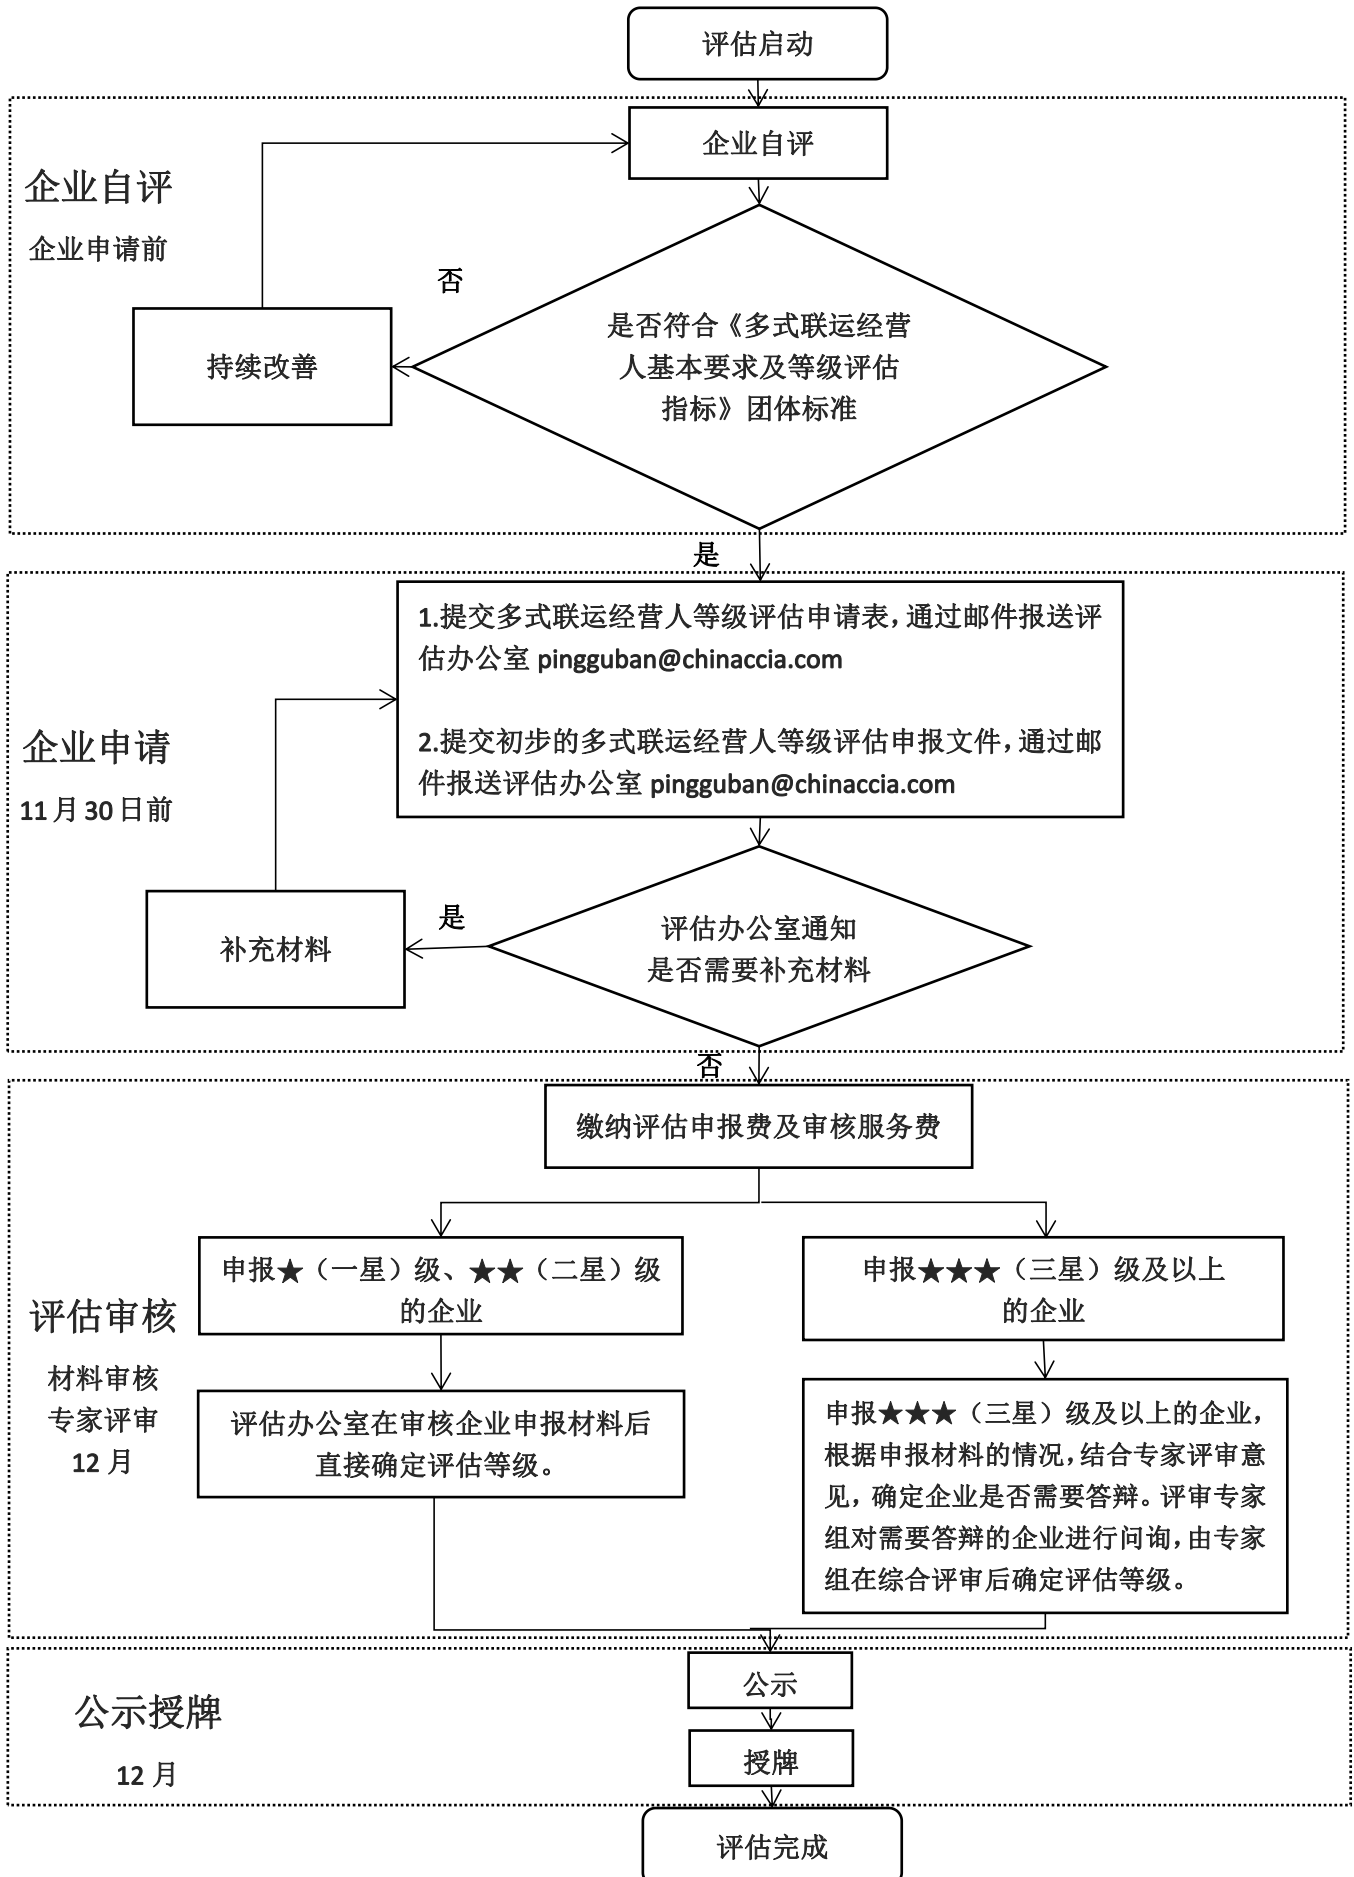 评估启动
企业自评
企业自评
企业申请前
否
是否符合《多式联运经营
人基本要求及等级评估
指标》团体标准
持续改善
是
1.提交多式联运经营人等级评估申请表，通过邮件报送评
估办公室 pingguban@chinaccia.com
2.提交初步的多式联运经营人等级评估申报文件，通过邮
件报送评估办公室 pingguban@chinaccia.com
企业申请
11 月 30 日前
是
评估办公室通知
是否需要补充材料
补充材料
否
缴纳评估申报费及审核服务费
申报★（一星）级、★★（二星）级
的企业
申报★★★（三星）级及以上
的企业
评估审核
材料审核
专家评审
12 月
评估办公室在审核企业申报材料后
直接确定评估等级。
申报★★★（三星）级及以上的企业，
根据申报材料的情况，结合专家评审意
见，确定企业是否需要答辩。评审专家
组对需要答辩的企业进行问询，由专家
组在综合评审后确定评估等级。
公示
公示授牌
12 月
授牌
评估完成